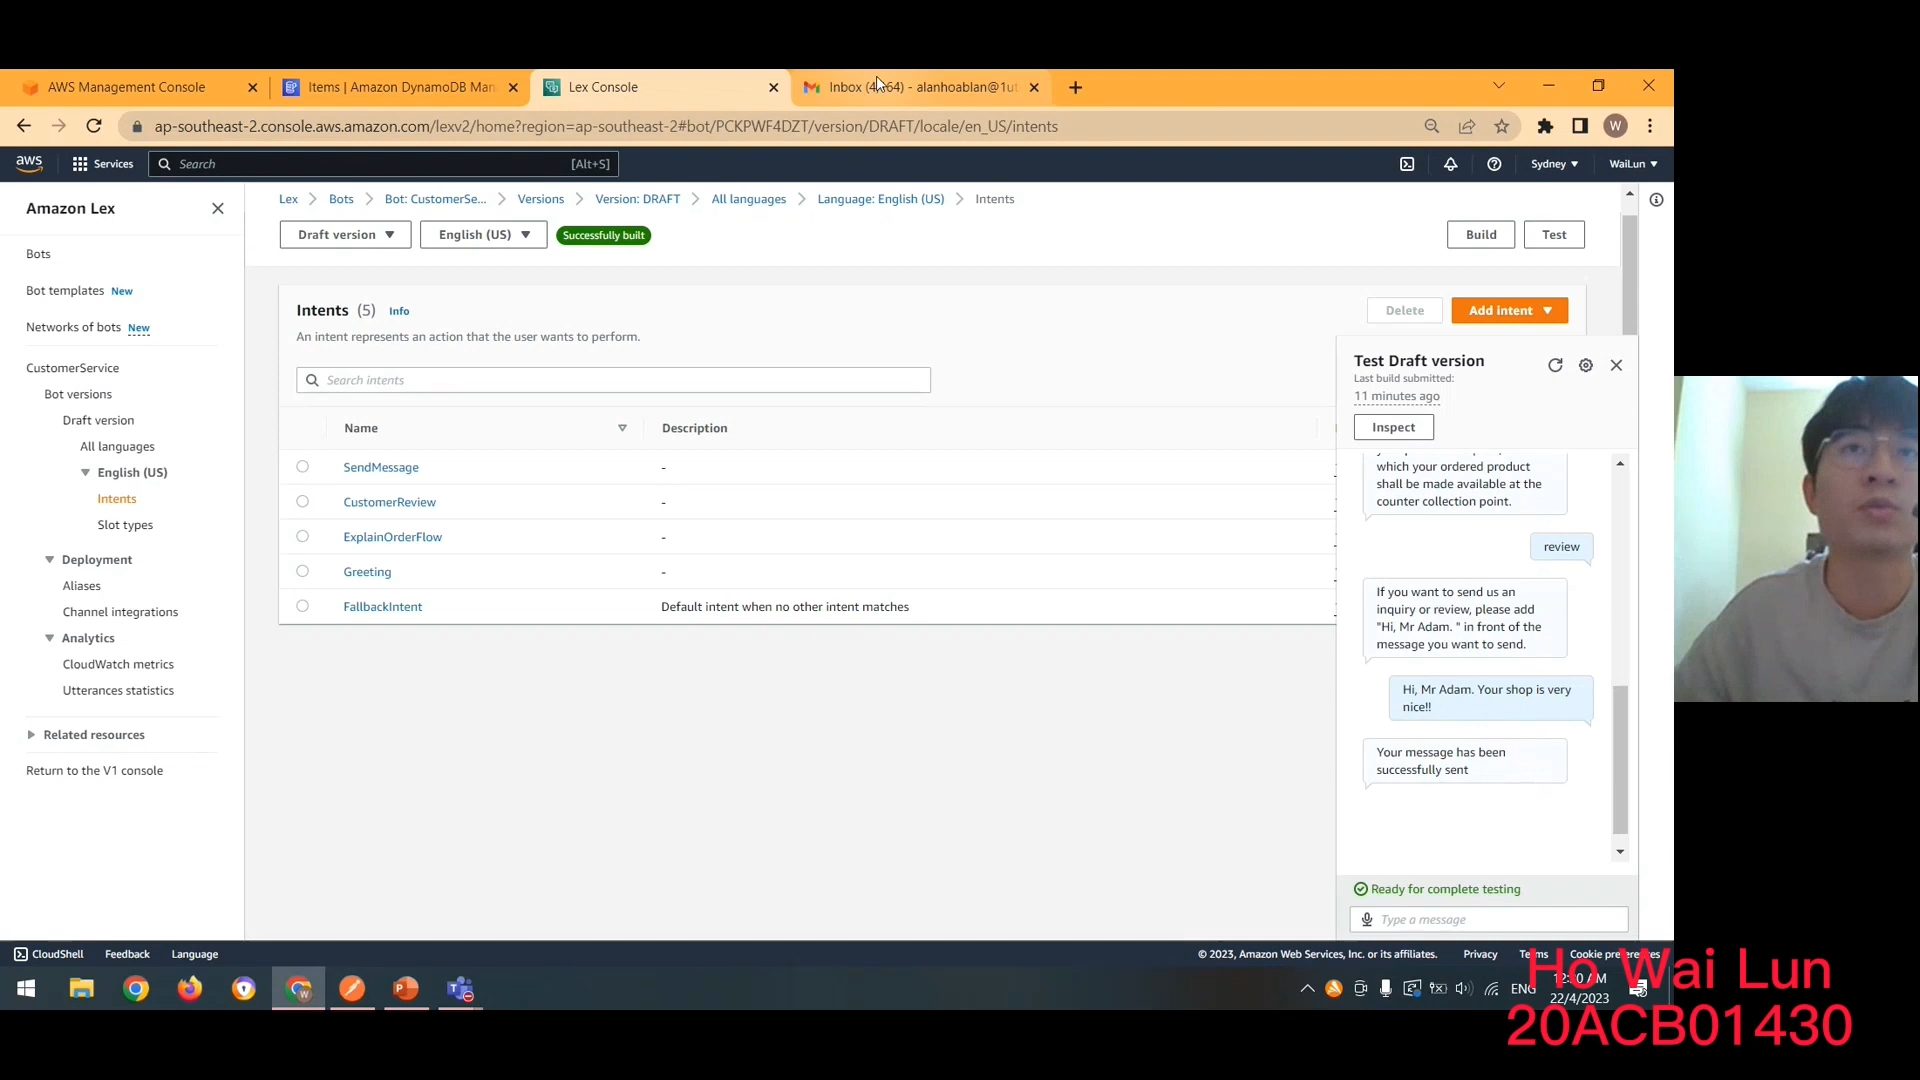 AWS Management Console
Items | Amazon DynamoDB Man
Lex Console
Inbox (4, 64) - alanhoablan@1ut
ap-southeast-2.console.aws.amazon.com/lexv2/home?region=ap-southeast-2#bot/PCKPWF4DZT/version/DRAFT/locale/en_US/intents
W
aws
Services
Search
[Alt+S]
Sydney
WaiLun
Amazon Lex
Lex
Bots
Bot: CustomerSe...
Versions
Version: DRAFT
All languages
Language: English (US)
Intents
Draft version
English (US)
Successfully built
Build
Test
Bots
Bot templates New
Networks of bots New
CustomerService
Bot versions
Draft version
All languages
English (US)
Intents
Slot types
Deployment
Aliases
Channel integrations
Analytics
CloudWatch metrics
Utterances statistics
Related resources
Return to the V1 console
Intents (5) Info
Delete
Add intent
An intent represents an action that the user wants to perform.
Search intents
Name
Description
SendMessage
-
CustomerReview
-
ExplainOrderFlow
-
Greeting
-
FallbackIntent
Default intent when no other intent matches
Test Draft version
Last build submitted:
11 minutes ago
Inspect
which your ordered product
shall be made available at the
counter collection point.
review
If you want to send us an
inquiry or review, please add
"Hi, Mr Adam. " in front of the
message you want to send.
Hi, Mr Adam. Your shop is very
nice!!
Your message has been
successfully sent
Ready for complete testing
Type a message
CloudShell
Feedback
Language
© 2023, Amazon Web Services, Inc. or its affiliates.
Privacy
Terms
Cookie preferences
ENG
AM
22/4/2023
Ho Wai Lun
20ACB01430